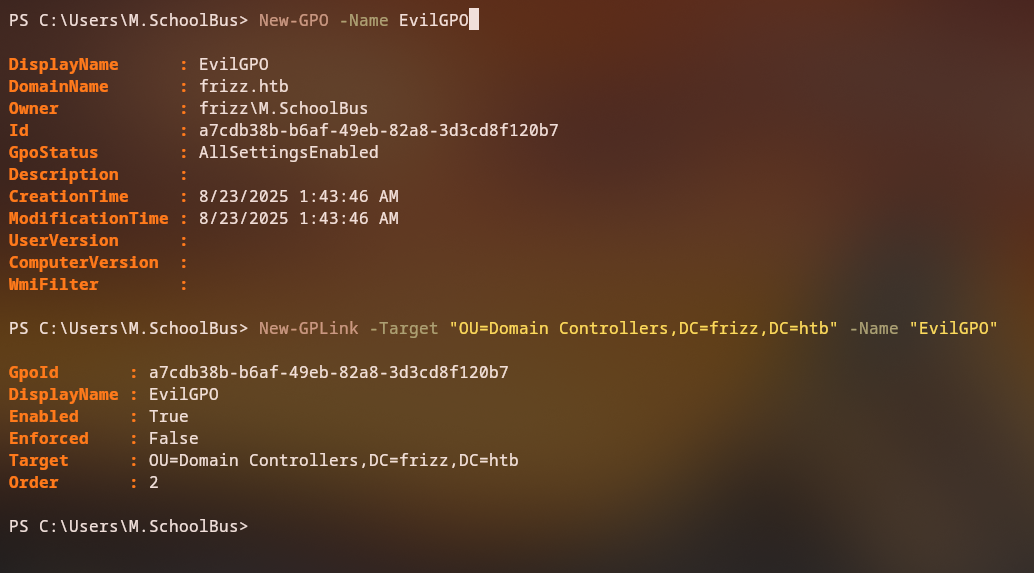 PS C:\Users\M.SchoolBus> New-GPO -Name EvilGPO
DisplayName      : EvilGPO
DomainName       : frizz.htb
Owner            : frizz\M.SchoolBus
Id               : a7cdb38b-b6af-49eb-82a8-3d3cd8f120b7
GpoStatus        : AllSettingsEnabled
Description      :
CreationTime     : 8/23/2025 1:43:46 AM
ModificationTime : 8/23/2025 1:43:46 AM
UserVersion      :
ComputerVersion  :
WmiFilter        :
PS C:\Users\M.SchoolBus> New-GPLink -Target "OU=Domain Controllers,DC=frizz,DC=htb" -Name "EvilGPO"
GpoId       : a7cdb38b-b6af-49eb-82a8-3d3cd8f120b7
DisplayName : EvilGPO
Enabled     : True
Enforced    : False
Target      : OU=Domain Controllers,DC=frizz,DC=htb
Order       : 2
PS C:\Users\M.SchoolBus>